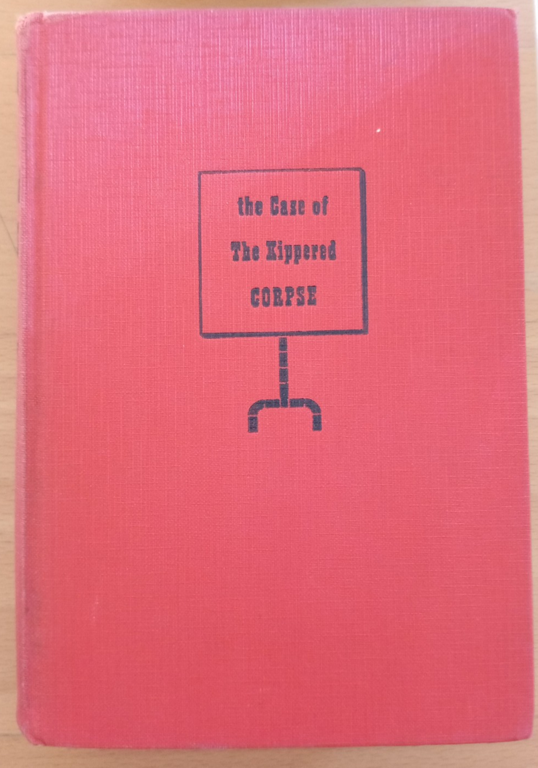 the Case of
The Kippered
CORPSE